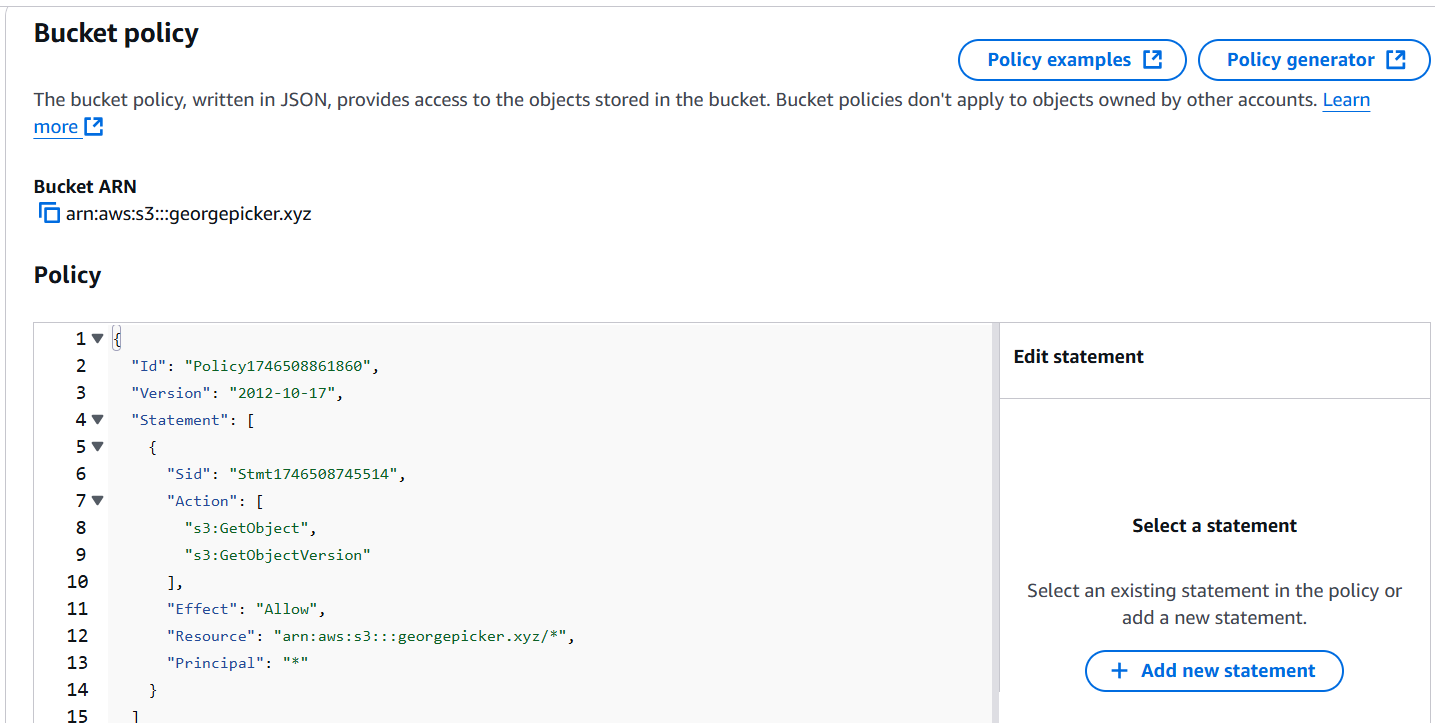 Bucket policy
Policy examples
Policy generator
The bucket policy, written in JSON, provides access to the objects stored in the bucket. Bucket policies don't apply to objects owned by other accounts. Learn
more
Bucket ARN
arn:aws:s3:::georgepicker.xyz
Policy
1 {
2 "Id": "Policy1746508861860",
3 "Version": "2012-10-17",
4 "Statement": [
5 {
6 "Sid": "Stmt1746508745514",
7 "Action": [
8 "s3:GetObject",
9 "s3:GetObjectVersion"
10 ],
11 "Effect": "Allow",
12 "Resource": "arn:aws:s3:::georgepicker.xyz/*",
13 "Principal": "*"
14 }
15 ]
Edit statement
Select a statement
Select an existing statement in the policy or
add a new statement.
+ Add new statement